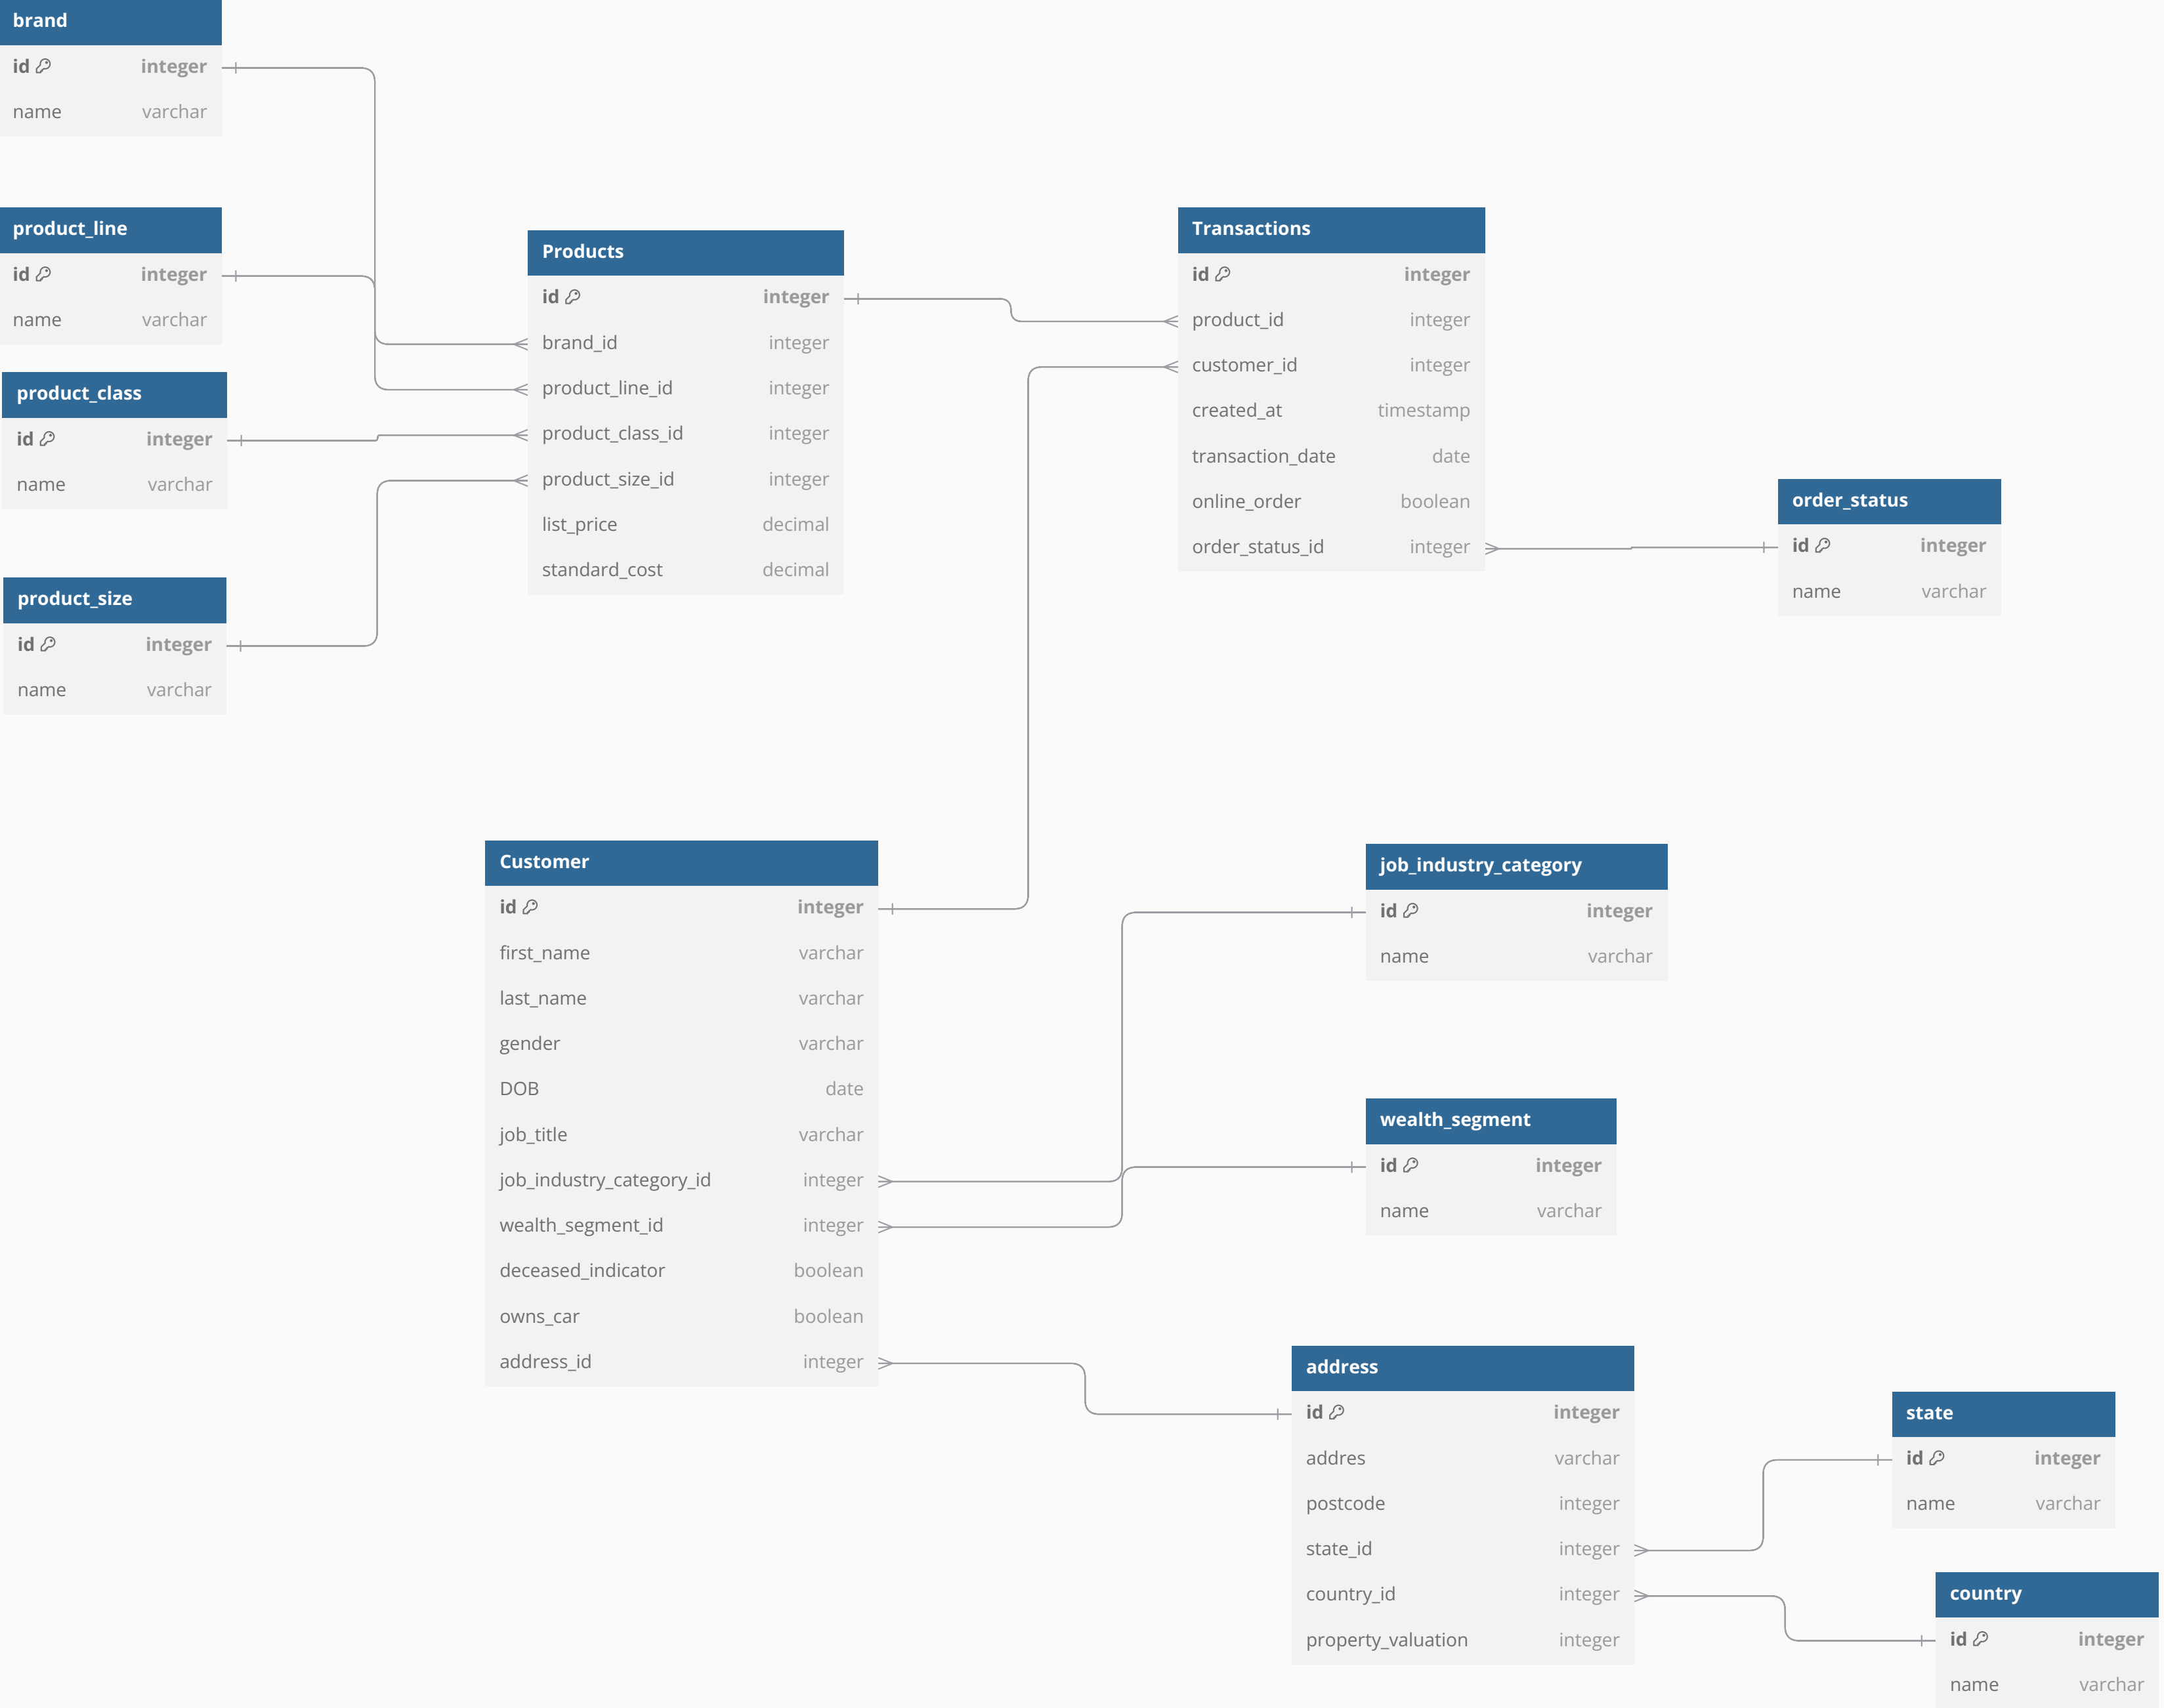 brand
id integer
name varchar
product_line
id integer
name varchar
product_class
id integer
name varchar
product_size
id integer
name varchar
Products
id integer
brand_id integer
product_line_id integer
product_class_id integer
product_size_id integer
list_price decimal
standard_cost decimal
Transactions
id integer
product_id integer
customer_id integer
created_at timestamp
transaction_date date
online_order boolean
order_status_id integer
order_status
id integer
name varchar
Customer
id integer
first_name varchar
last_name varchar
gender varchar
DOB date
job_title varchar
job_industry_category_id integer
wealth_segment_id integer
deceased_indicator boolean
owns_car boolean
address_id integer
job_industry_category
id integer
name varchar
wealth_segment
id integer
name varchar
address
id integer
addres varchar
postcode integer
state_id integer
country_id integer
property_valuation integer
state
id integer
name varchar
country
id integer
name varchar